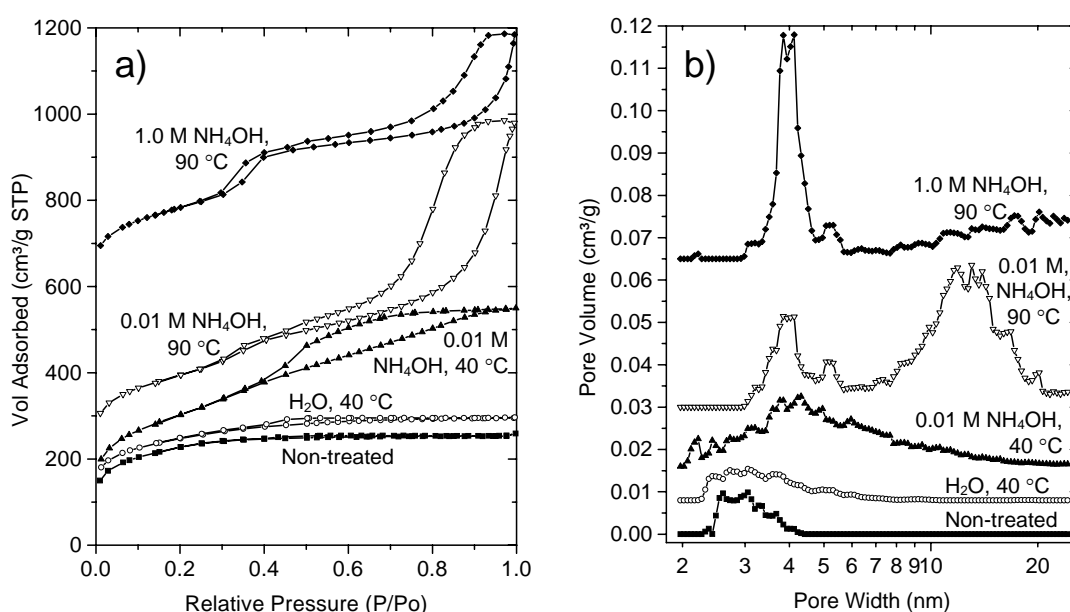 a)
Vol Adsorbed (cm³/g STP)
1200
1000
800
600
400
200
0
1.0 M NH₄OH,
90 °C
0.01 M NH₄OH,
90 °C
0.01 M
NH₄OH, 40 °C
H₂O, 40 °C
Non-treated
0.0 0.2 0.4 0.6 0.8 1.0
Relative Pressure (P/Po)
b)
Pore Volume (cm³/g)
0.12
0.11
0.10
0.09
0.08
0.07
0.06
0.05
0.04
0.03
0.02
0.01
0.00
1.0 M NH₄OH,
90 °C
0.01 M,
NH₄OH,
90 °C
0.01 M NH₄OH,
40 °C
H₂O, 40 °C
Non-treated
2 3 4 5 6 7 8 9 10 20
Pore Width (nm)